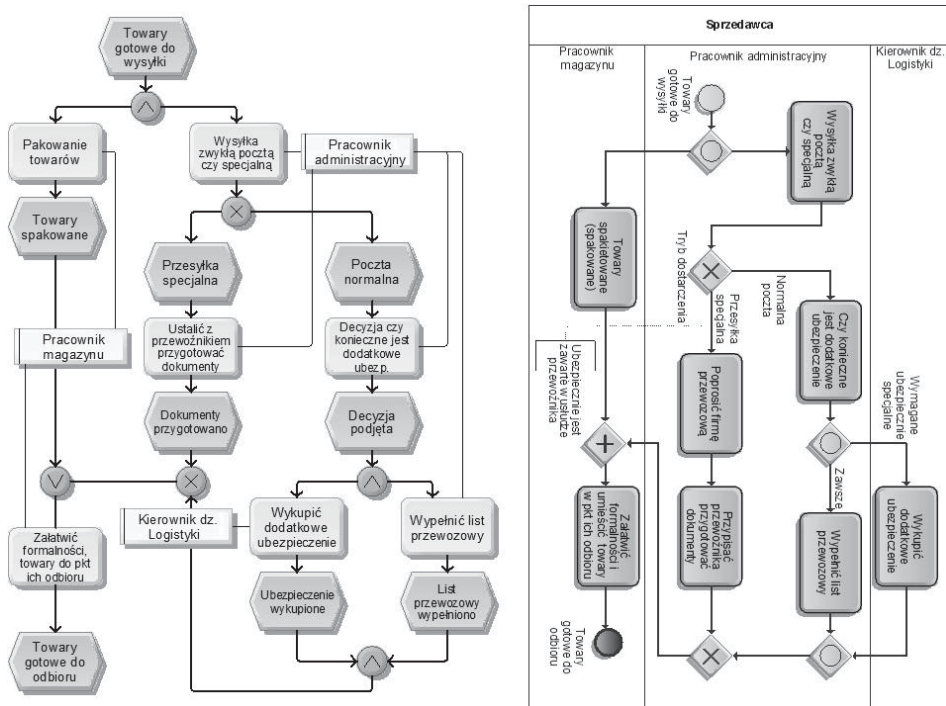 Towary
gotowe do
wysyłki
Pakowanie
towarów
Wysyłka
zwykłą pocztą
czy specjalną
Pracownik
administracyjny
Towary
spakowane
Przesyłka
specjalna
Poczta
normalna
Pracownik
magazynu
Ustalić z
przewoźnikiem
przygotować
dokumenty
Decyzja czy
konieczne jest
dodatkowe
ubezp.
Dokumenty
przygotowano
Decyzja
podjęta
Kierownik dz.
Logistyki
Wykupić
dodatkowe
ubezpieczenie
Wypełnić list
przewozowy
Załatwić
formalności,
towary do pkt
ich odbioru
Ubezpieczenie
wykupione
List
przewozowy
wypełniono
Towary
gotowe do
odbioru
Sprzedawca
Pracownik
magazynu
Pracownik administracyjny
Kierownik dz.
Logistyki
Towary
gotowe do
wysyłki
Wysyłka zwykłą
pocztą
czy specjalną
Towary
spakietowane
(spakowane)
Tryb dostarczenia
Przesyłka
specjalna
Normalna
poczta
Czy konieczne
jest dodatkowe
ubezpieczenie
Ubezpiecznie jest
zawarte w usłudze
przewoźnika
Poprosić firmę
przewozową
Wymagane
ubezpiecznie
specjalne
Zawsze
Załatwić
formalności i
umieścić towary
w pkt ich odbioru
Przypisać
przewoźnika
przygotować
dokumenty
Wypełnić list
przewozowy
Wykupić
dodatkowe
ubezpieczenie
Towary
gotowe do
odbioru